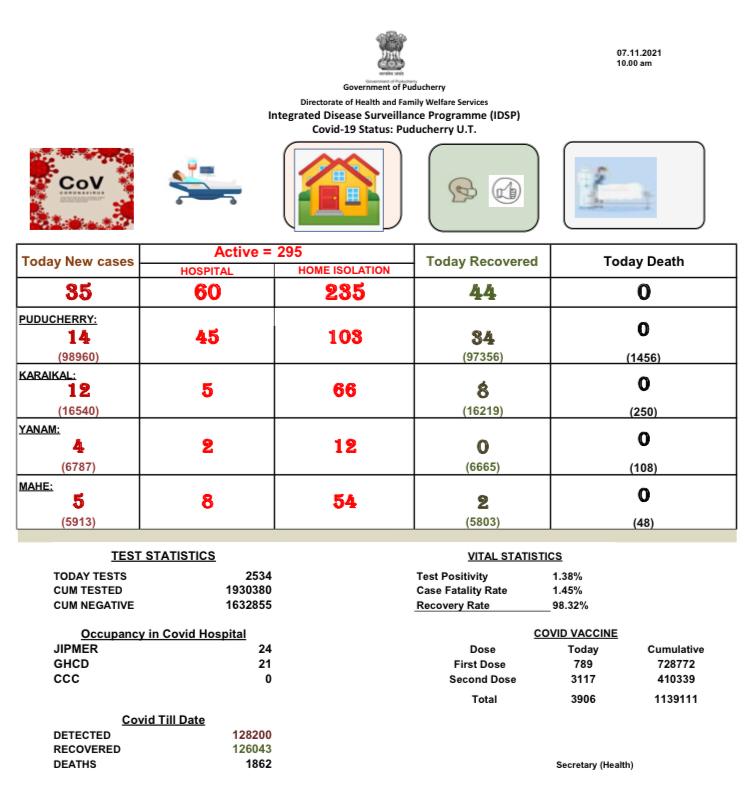 07.11.2021
10.00 am
सत्यमेव जयते
Government of Puducherry
Government of Puducherry
Directorate of Health and Family Welfare Services
Integrated Disease Surveillance Programme (IDSP)
Covid-19 Status: Puducherry U.T.
CoV
CORONAVIRUS
Today New cases Active = 295 Today Recovered Today Death
HOSPITAL HOME ISOLATION
35 60 235 44 0
PUDUCHERRY:
14 45 103 34 0
(98960) (97356) (1456)
KARAIKAL:
12 5 66 8 0
(16540) (16219) (250)
YANAM:
4 2 12 0 0
(6787) (6665) (108)
MAHE:
5 8 54 2 0
(5913) (5803) (48)
TEST STATISTICS
TODAY TESTS 2534
CUM TESTED 1930380
CUM NEGATIVE 1632855
VITAL STATISTICS
Test Positivity 1.38%
Case Fatality Rate 1.45%
Recovery Rate 98.32%
Occupancy in Covid Hospital
JIPMER 24
GHCD 21
CCC 0
COVID VACCINE
Dose Today Cumulative
First Dose 789 728772
Second Dose 3117 410339
Total 3906 1139111
Covid Till Date
DETECTED 128200
RECOVERED 126043
DEATHS 1862
Secretary (Health)